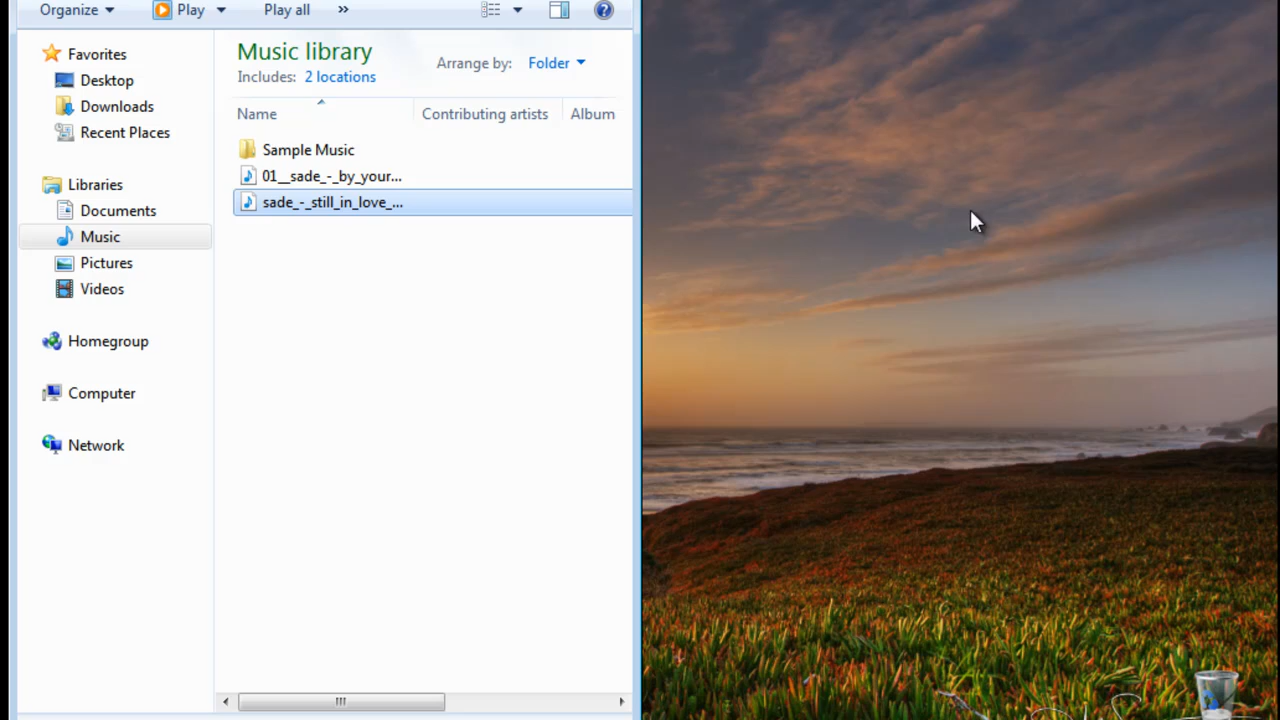 Organize Play Play all »
Music library
Includes: 2 locations
Arrange by: Folder
Name Contributing artists Album
Sample Music
01__sade_-_by_your...
sade_-_still_in_love_...
Favorites
Desktop
Downloads
Recent Places
Libraries
Documents
Music
Pictures
Videos
Homegroup
Computer
Network